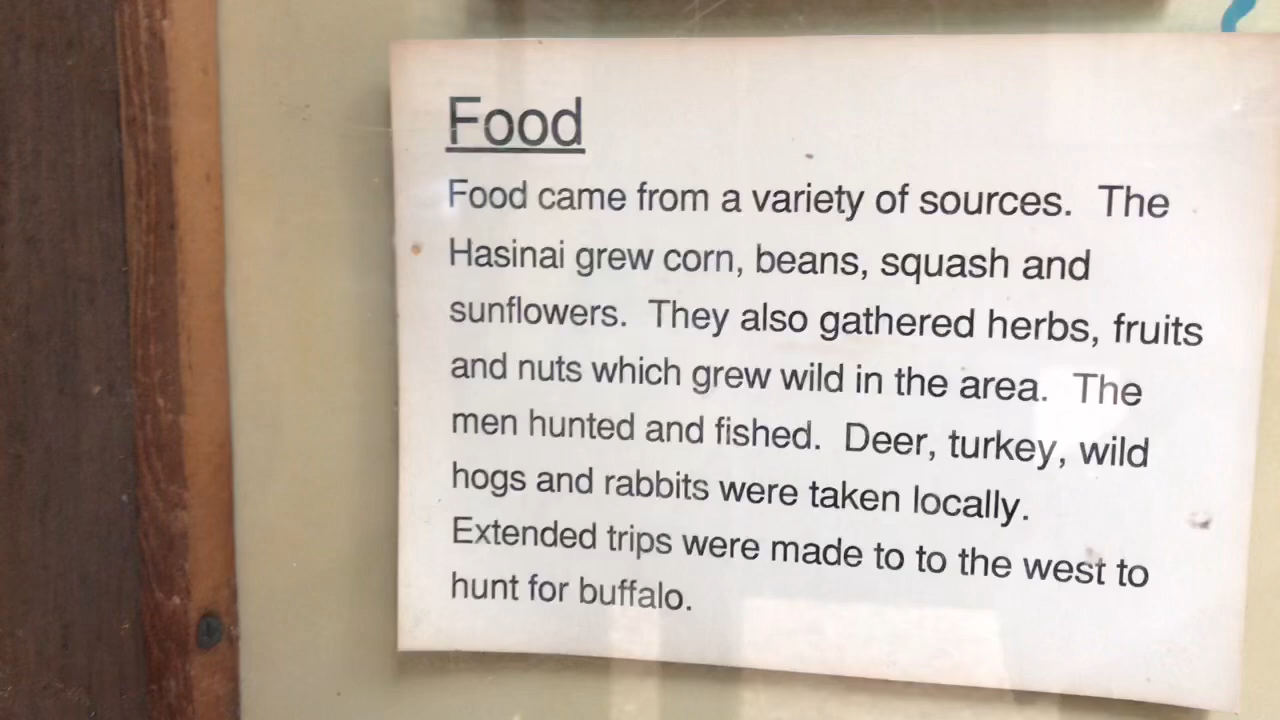 Food
Food came from a variety of sources.  The
Hasinai grew corn, beans, squash and
sunflowers.  They also gathered herbs, fruits
and nuts which grew wild in the area.  The
men hunted and fished.  Deer, turkey, wild
hogs and rabbits were taken locally.
Extended trips were made to to the west to
hunt for buffalo.